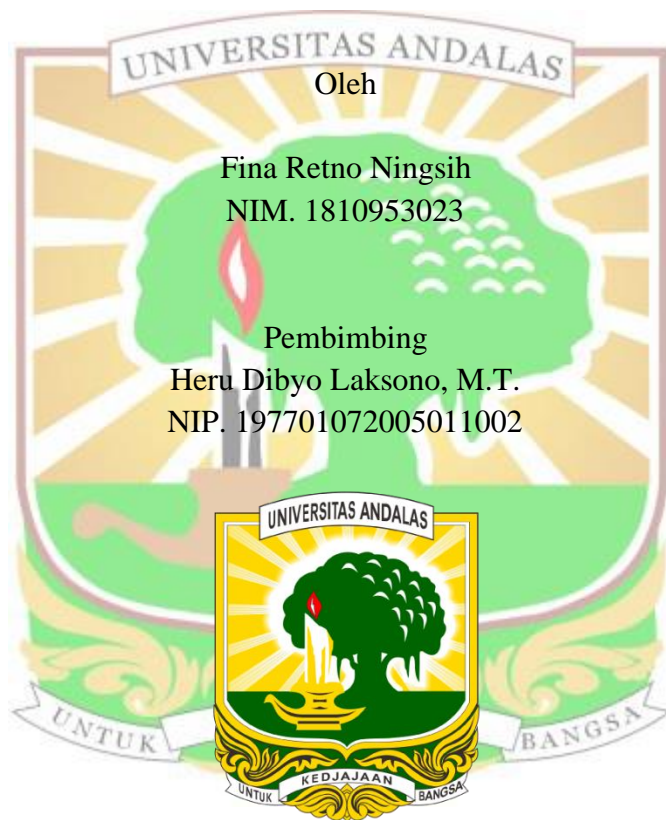 UNIVERSITAS ANDALAS
Oleh
Fina Retno Ningsih
NIM. 1810953023
Pembimbing
Heru Dibyo Laksono, M.T.
NIP. 197701072005011002
UNIVERSITAS ANDALAS
UNTUK
BANGSA
UNTUK KEDJAJAAN BANGSA